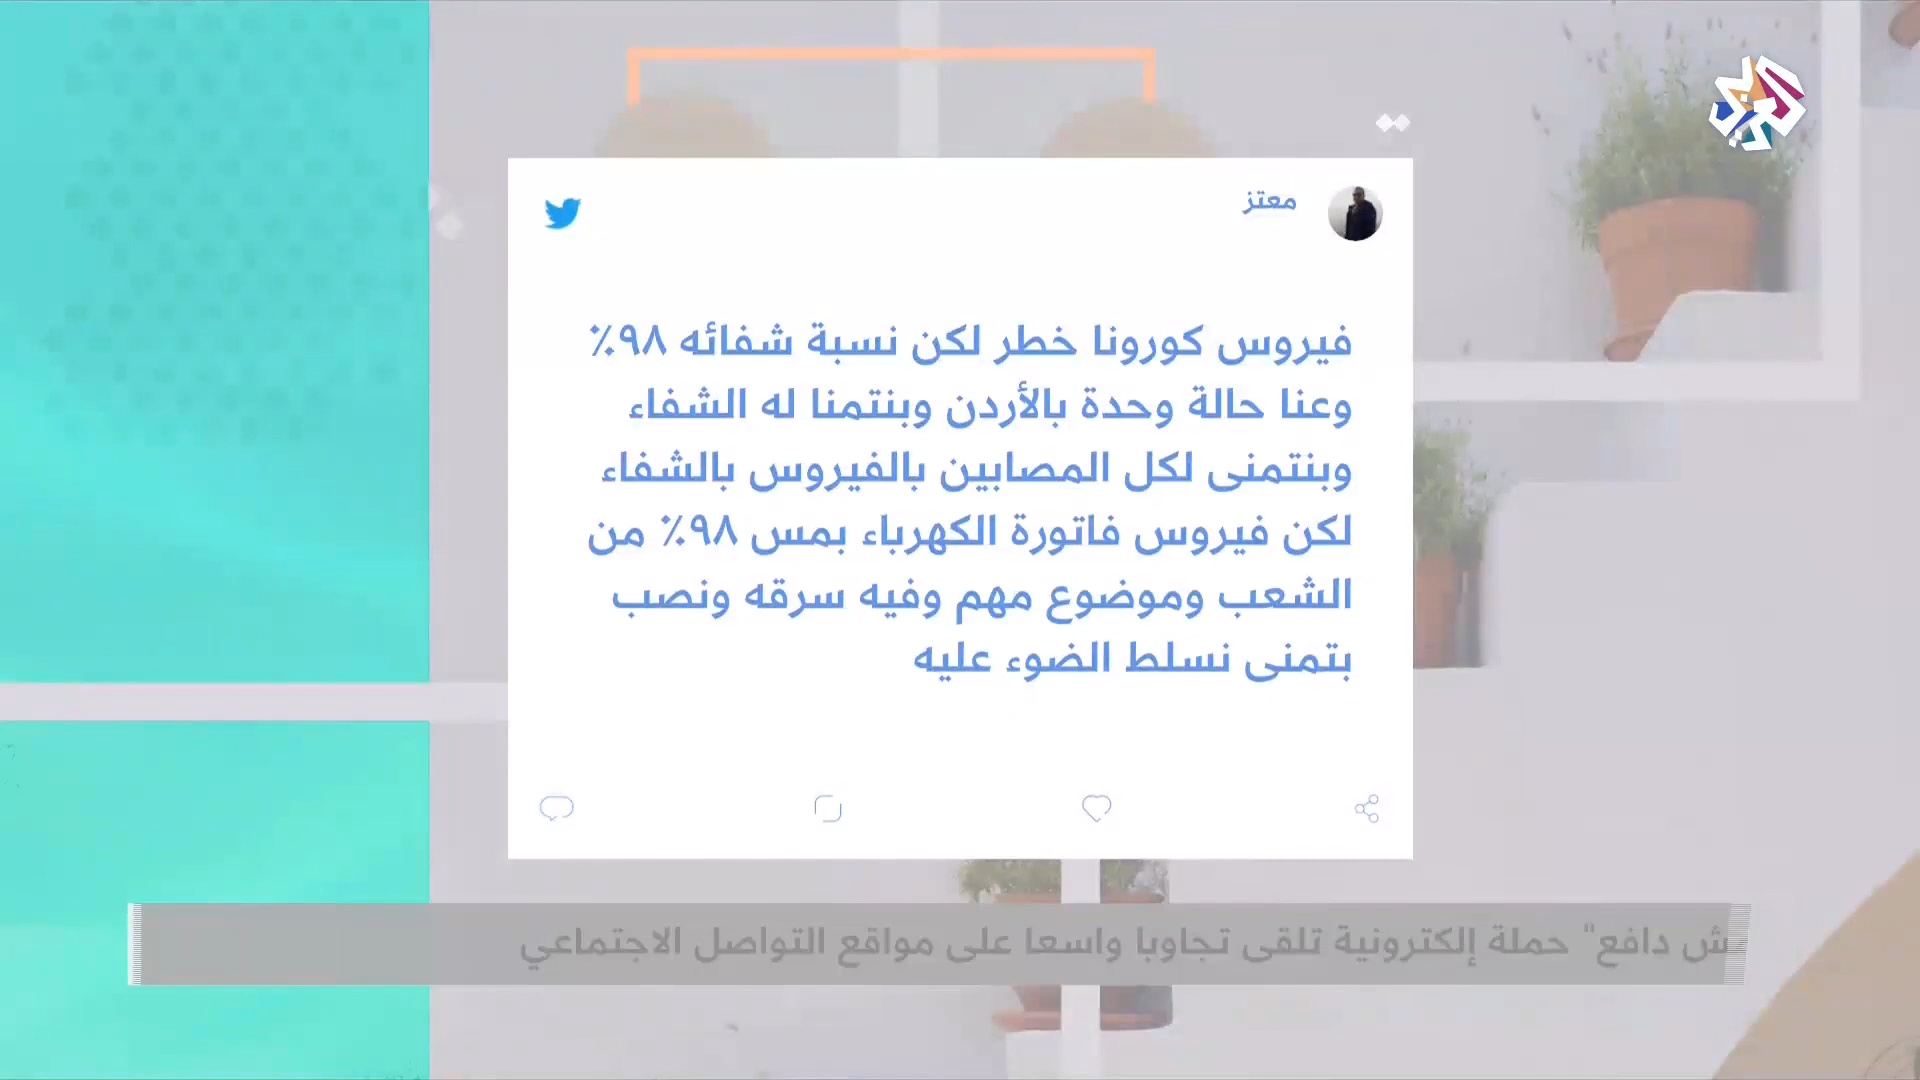 معتز
فيروس كورونا خطر لكن نسبة شفائه ٩٨٪
وعنا حالة وحدة بالأردن وبنتمنا له الشفاء
وبنتمنى لكل المصابين بالفيروس بالشفاء
لكن فيروس فاتورة الكهرباء بمس ٩٨٪ من
الشعب وموضوع مهم وفيه سرقه ونصب
بتمنى نسلط الضوء عليه
دافع" حملة إلكترونية تلقى تجاوبا واسعا على مواقع التواصل الاجتماعي